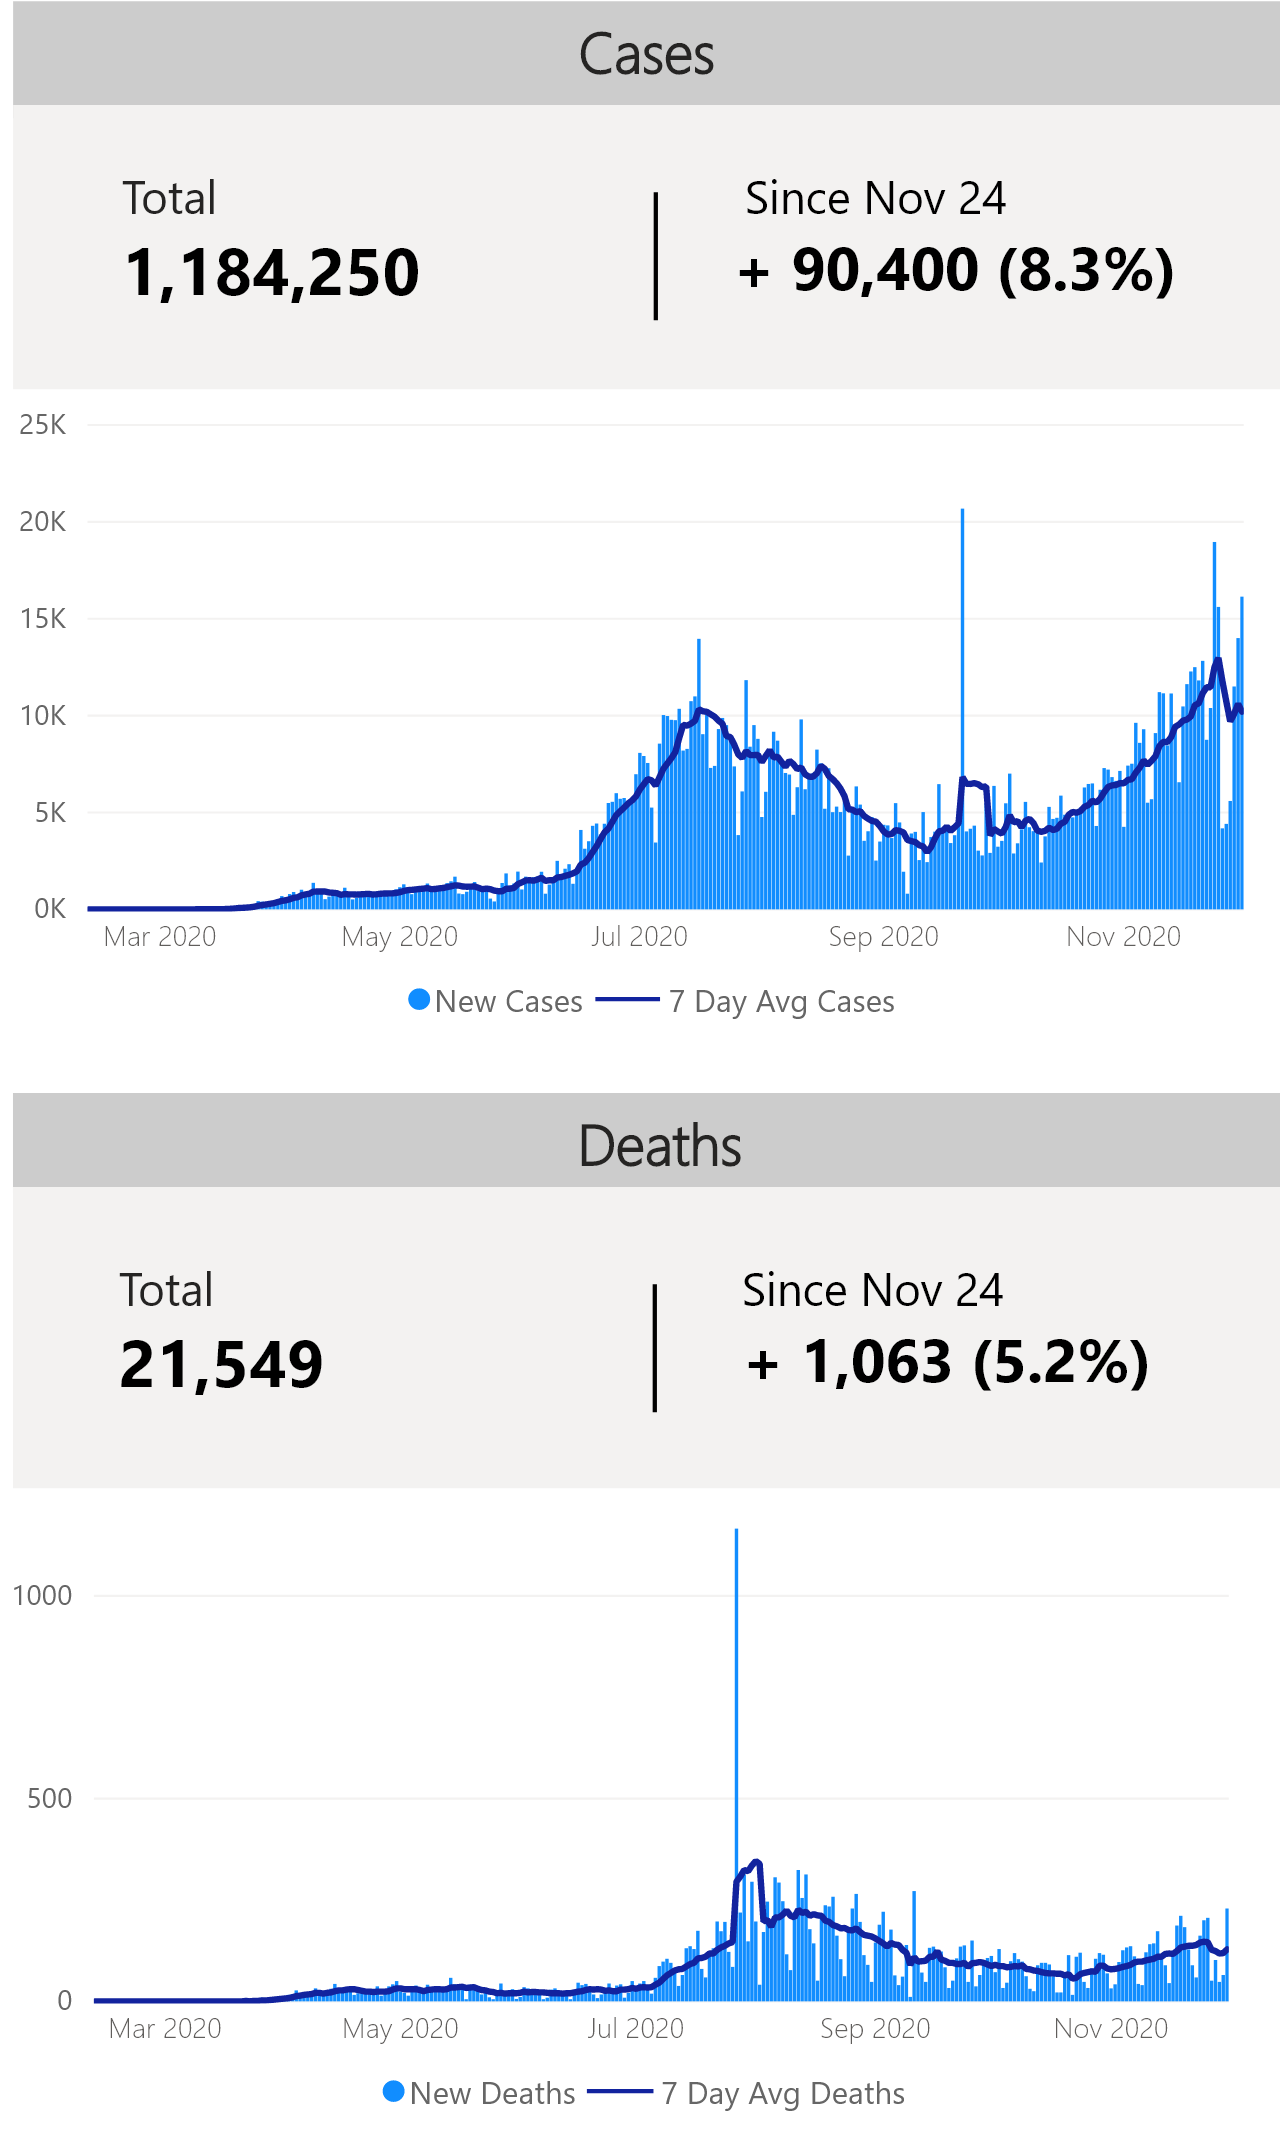 Cases
Total
1,184,250
Since Nov 24
+ 90,400 (8.3%)
25K
20K
15K
10K
5K
0K
Mar 2020 May 2020 Jul 2020 Sep 2020 Nov 2020
New Cases 7 Day Avg Cases
Deaths
Total
21,549
Since Nov 24
+ 1,063 (5.2%)
1000
500
0
Mar 2020 May 2020 Jul 2020 Sep 2020 Nov 2020
New Deaths 7 Day Avg Deaths